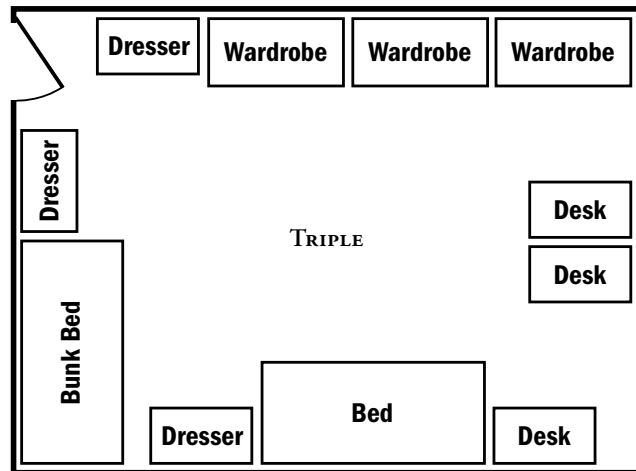 Dresser
Wardrobe
Wardrobe
Wardrobe
Dresser
Desk
TRIPLE
Desk
Bunk Bed
Bed
Dresser
Desk